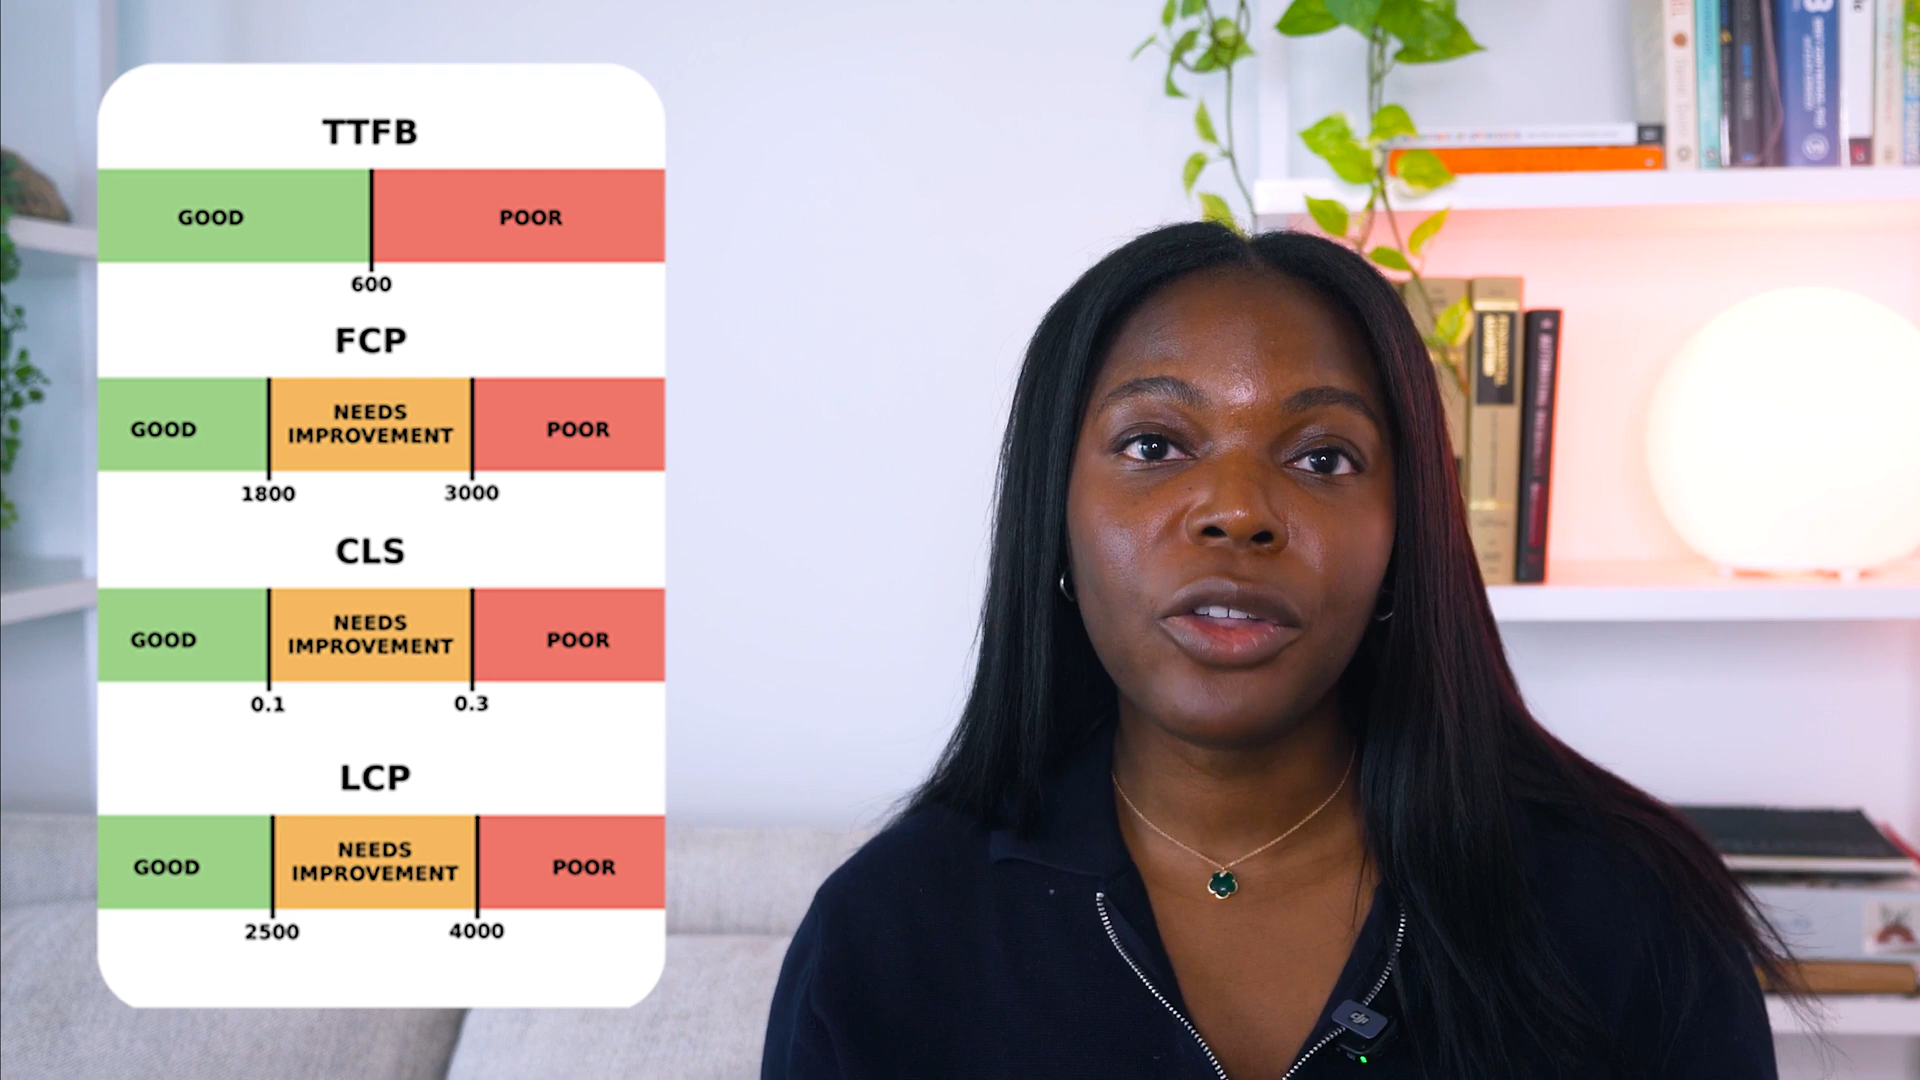 TTFB
GOOD POOR
600
FCP
GOOD NEEDS IMPROVEMENT POOR
1800 3000
CLS
GOOD NEEDS IMPROVEMENT POOR
0.1 0.3
LCP
GOOD NEEDS IMPROVEMENT POOR
2500 4000
dji